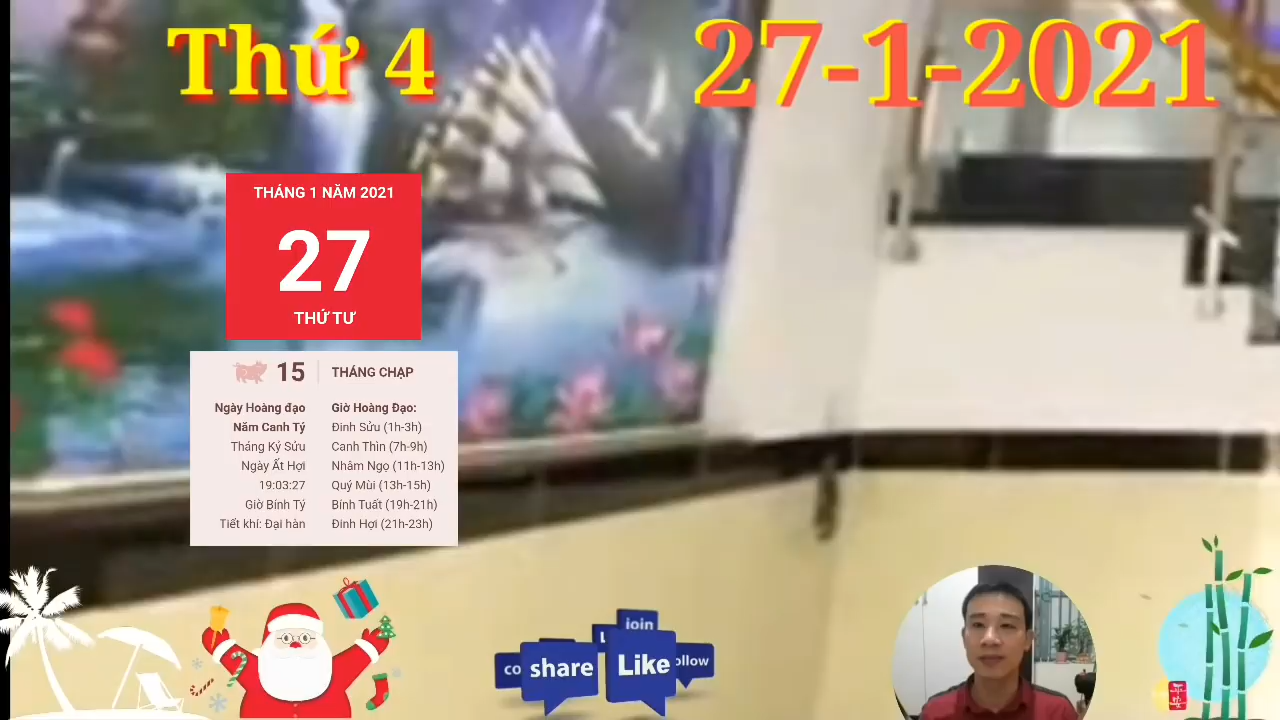 Thứ 4
27-1-2021
THÁNG 1 NĂM 2021
27
THỨ TƯ
15 THÁNG CHẠP
Ngày Hoàng đạo
Năm Canh Tý
Tháng Kỷ Sửu
Ngày Ất Hợi
19:03:27
Giờ Bính Tý
Tiết khí: Đại hàn
Giờ Hoàng Đạo:
Đinh Sửu (1h-3h)
Canh Thìn (7h-9h)
Nhâm Ngọ (11h-13h)
Quý Mùi (13h-15h)
Bính Tuất (19h-21h)
Đinh Hợi (21h-23h)
join
share
Like
ollow